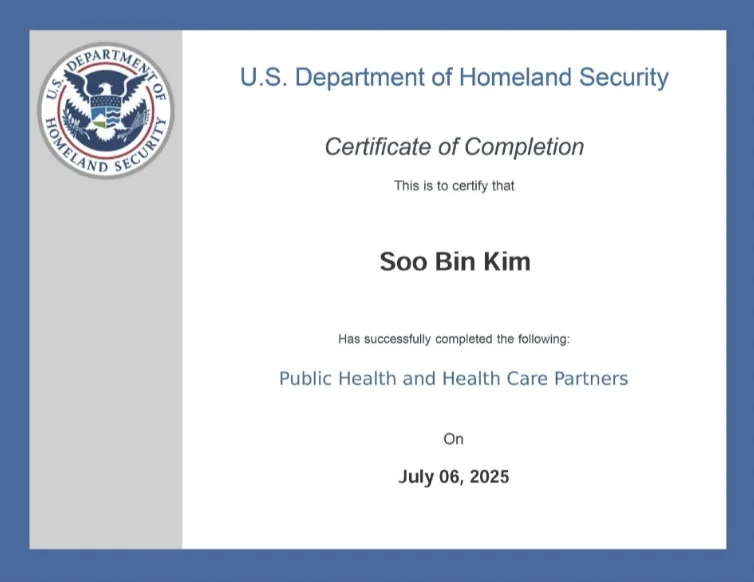 U.S. DEPARTMENT OF
HOMELAND SECURITY
U.S. Department of Homeland Security
Certificate of Completion
This is to certify that
Soo Bin Kim
Has successfully completed the following:
Public Health and Health Care Partners
On
July 06, 2025